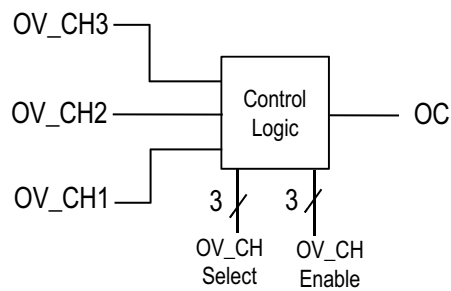 OV_CH3
OV_CH2
OV_CH1
Control
Logic
OC
3
3
OV_CH
Select
OV_CH
Enable